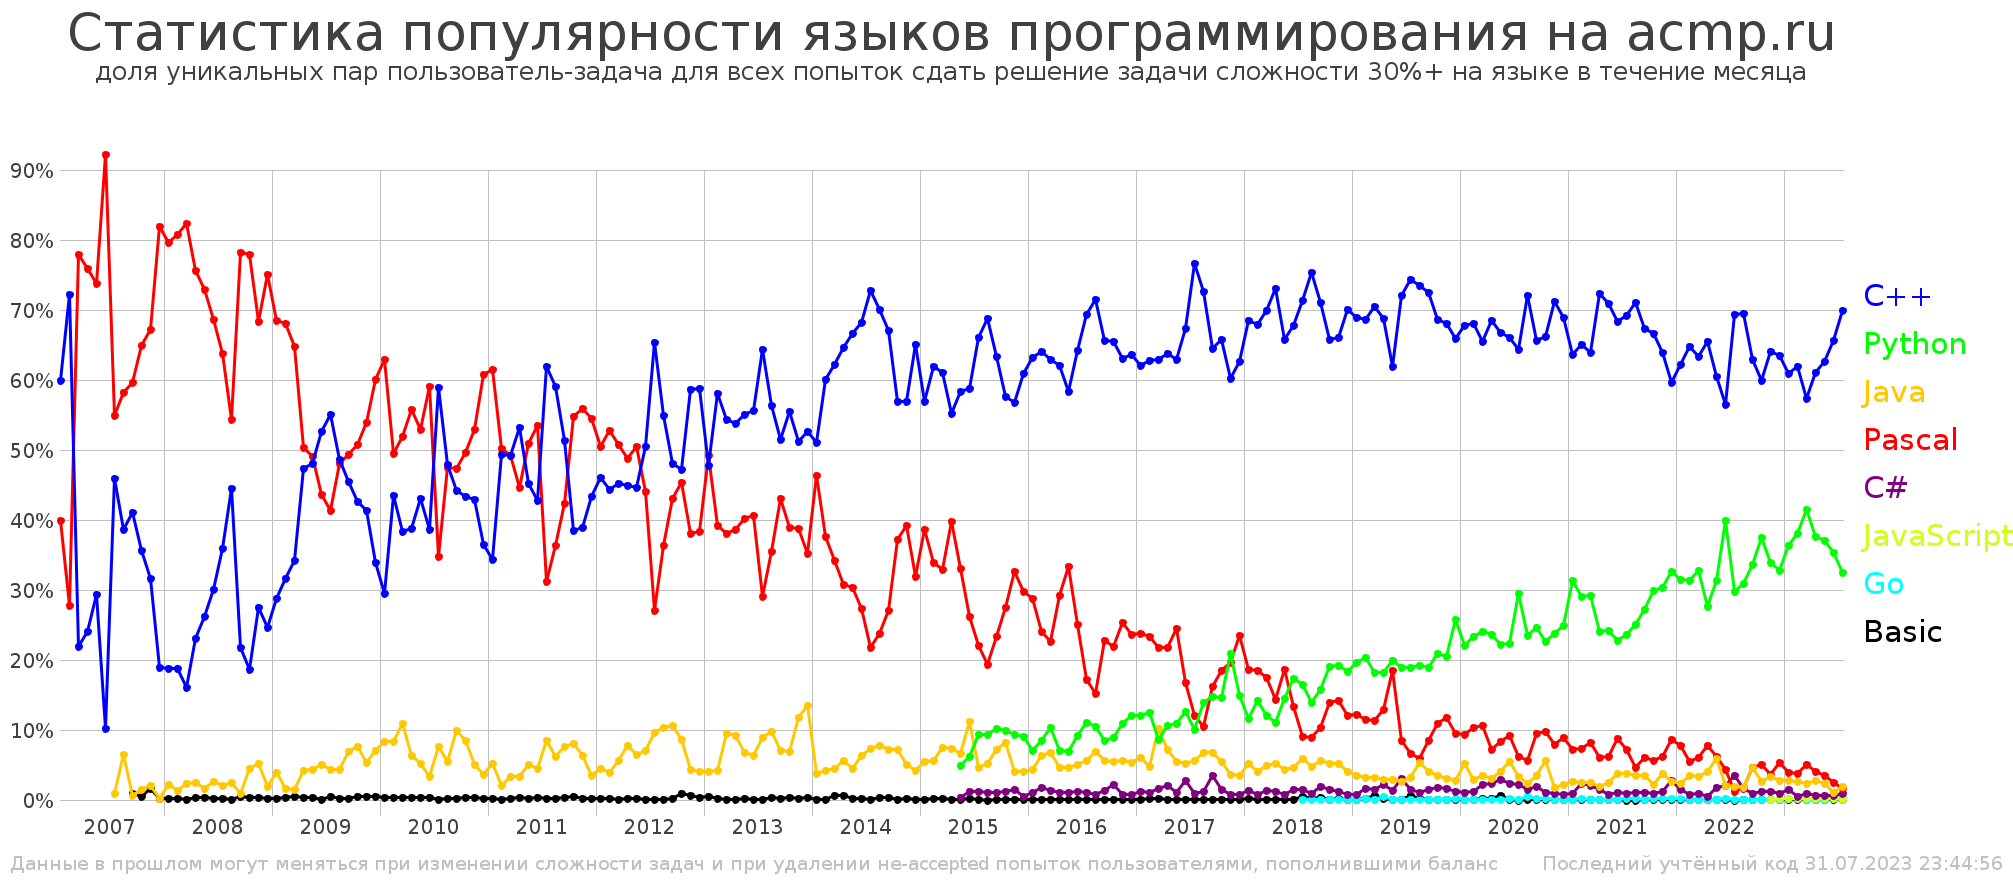 Статистика популярности языков программирования на acmp.ru
доля уникальных пар пользователь-задача для всех попыток сдать решение задачи сложности 30%+ на языке в течение месяца
90%
80%
70%
60%
50%
40%
30%
20%
10%
0%
C++
Python
Java
Pascal
C#
JavaScript
Go
Basic
2007 2008 2009 2010 2011 2012 2013 2014 2015 2016 2017 2018 2019 2020 2021 2022
Данные в прошлом могут меняться при изменении сложности задач и при удалении не-accepted попыток пользователями, пополнившими баланс
Последний учтённый код 31.07.2023 23:44:56